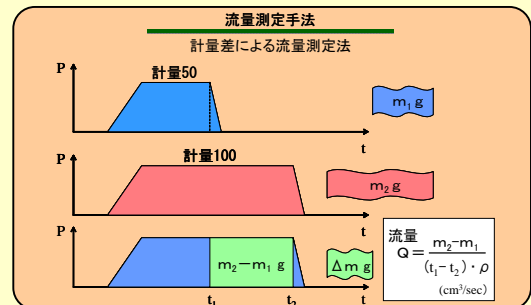 流量測定手法
計量差による流量測定法
P
計量50
m₁ g
t
P
計量100
m₂ g
t
P
m₂－m₁ g
Δm g
t
t₁
t₂
流量
Q＝m₂-m₁/(t₁-t₂)・ρ
(cm³/sec)